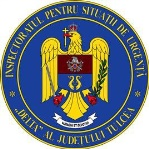 INSPECTORATUL PENTRU SITUAȚII DE URGENȚĂ
"DELTA" AL JUDEȚULUI TULCEA